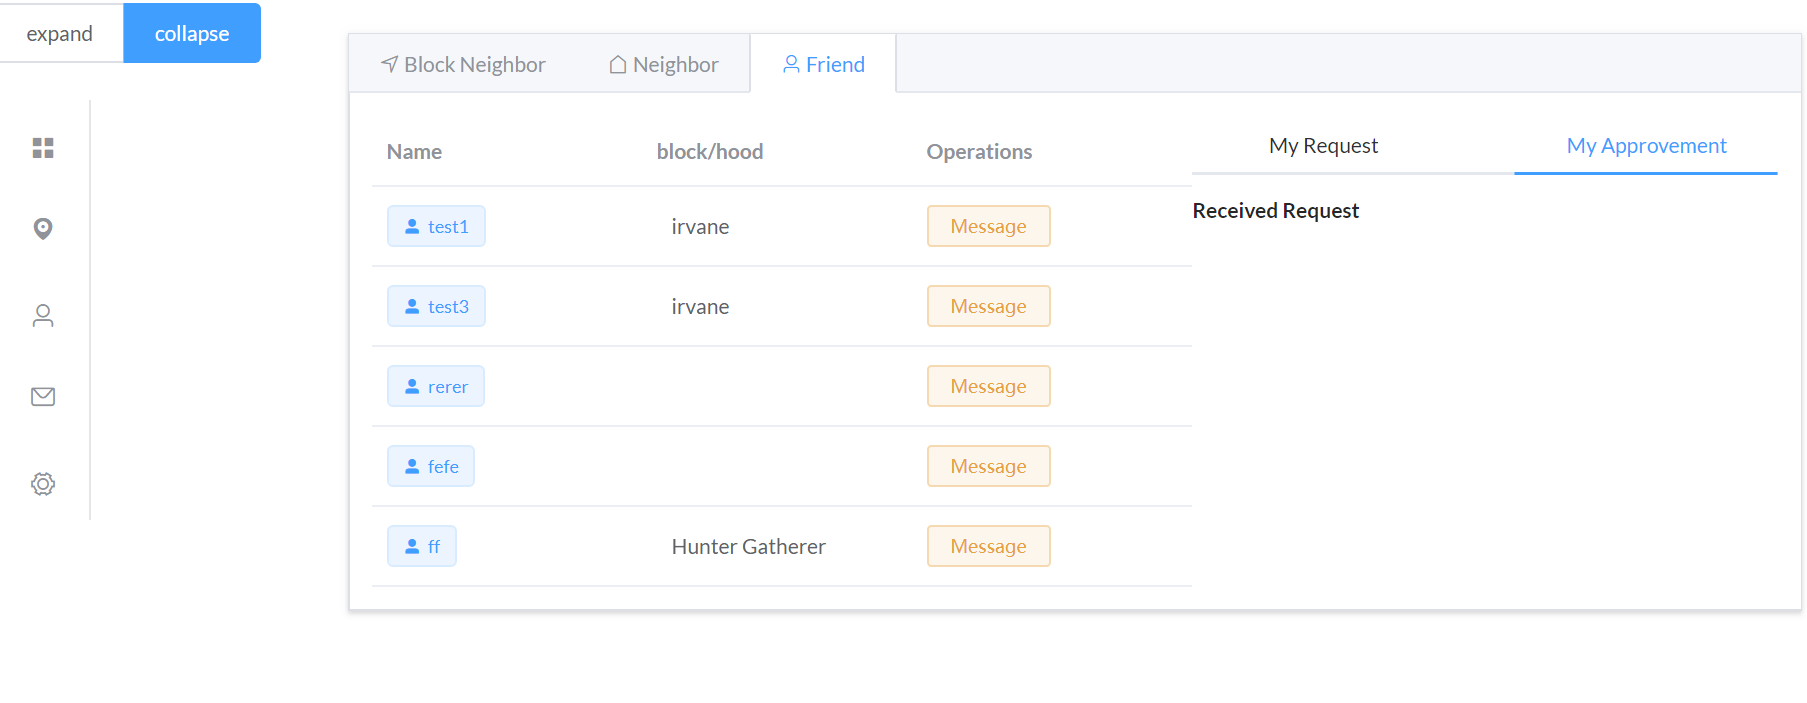 expand collapse
Block Neighbor Neighbor Friend
Name block/hood Operations
test1 irvane Message
test3 irvane Message
rerer Message
fefe Message
ff Hunter Gatherer Message
My Request My Approvement
Received Request